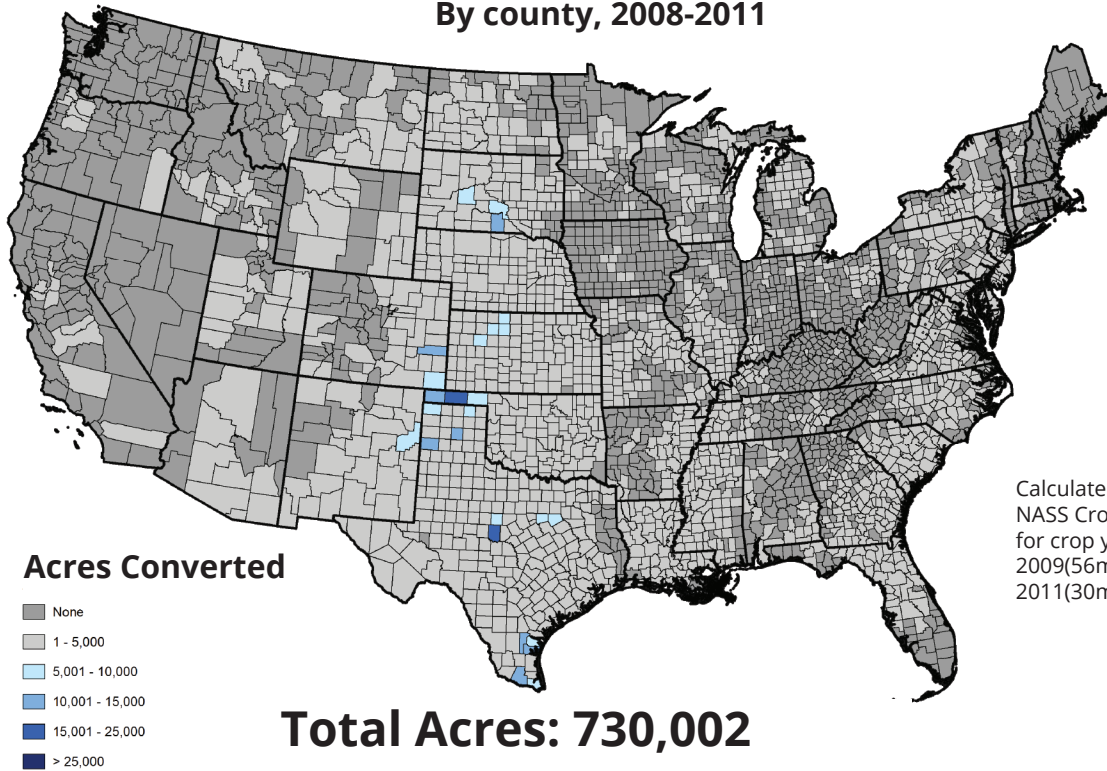 By county, 2008-2011
Calculate
NASS Cro
for crop y
2009(56m
2011(30m
Acres Converted
None
1 - 5,000
5,001 - 10,000
10,001 - 15,000
15,001 - 25,000
> 25,000
Total Acres: 730,002